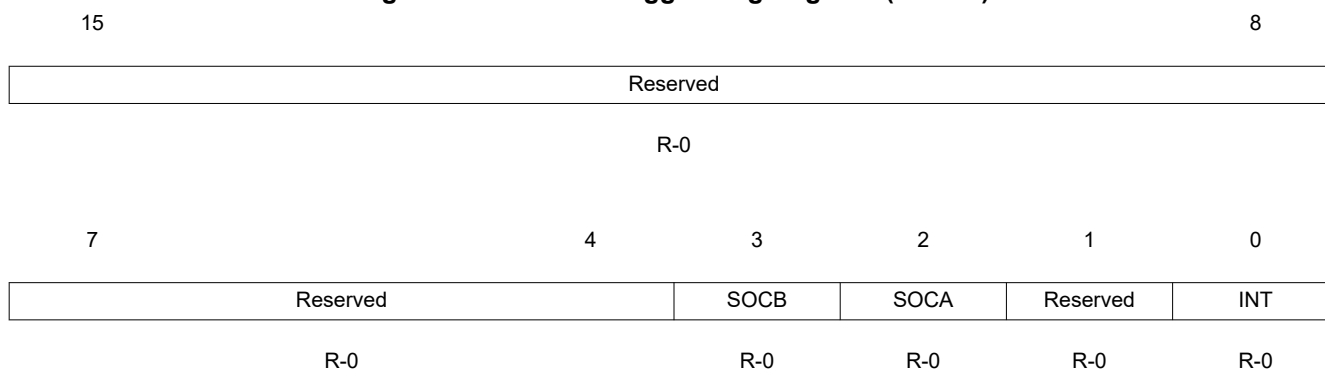 15 8
Reserved
R-0
7 4 3 2 1 0
Reserved SOCB SOCA Reserved INT
R-0 R-0 R-0 R-0 R-0